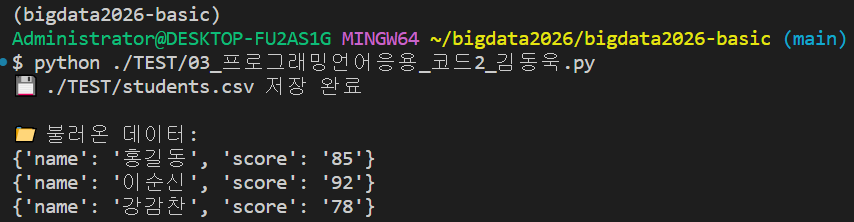 (bigdata2026-basic)
Administrator@DESKTOP-FU2AS1G MINGW64 ~/bigdata2026/bigdata2026-basic (main)
$ python ./TEST/03_프로그래밍언어응용_코드2_김동욱.py
💾 ./TEST/students.csv 저장 완료
📂 불러온 데이터:
{'name': '홍길동', 'score': '85'}
{'name': '이순신', 'score': '92'}
{'name': '강감찬', 'score': '78'}